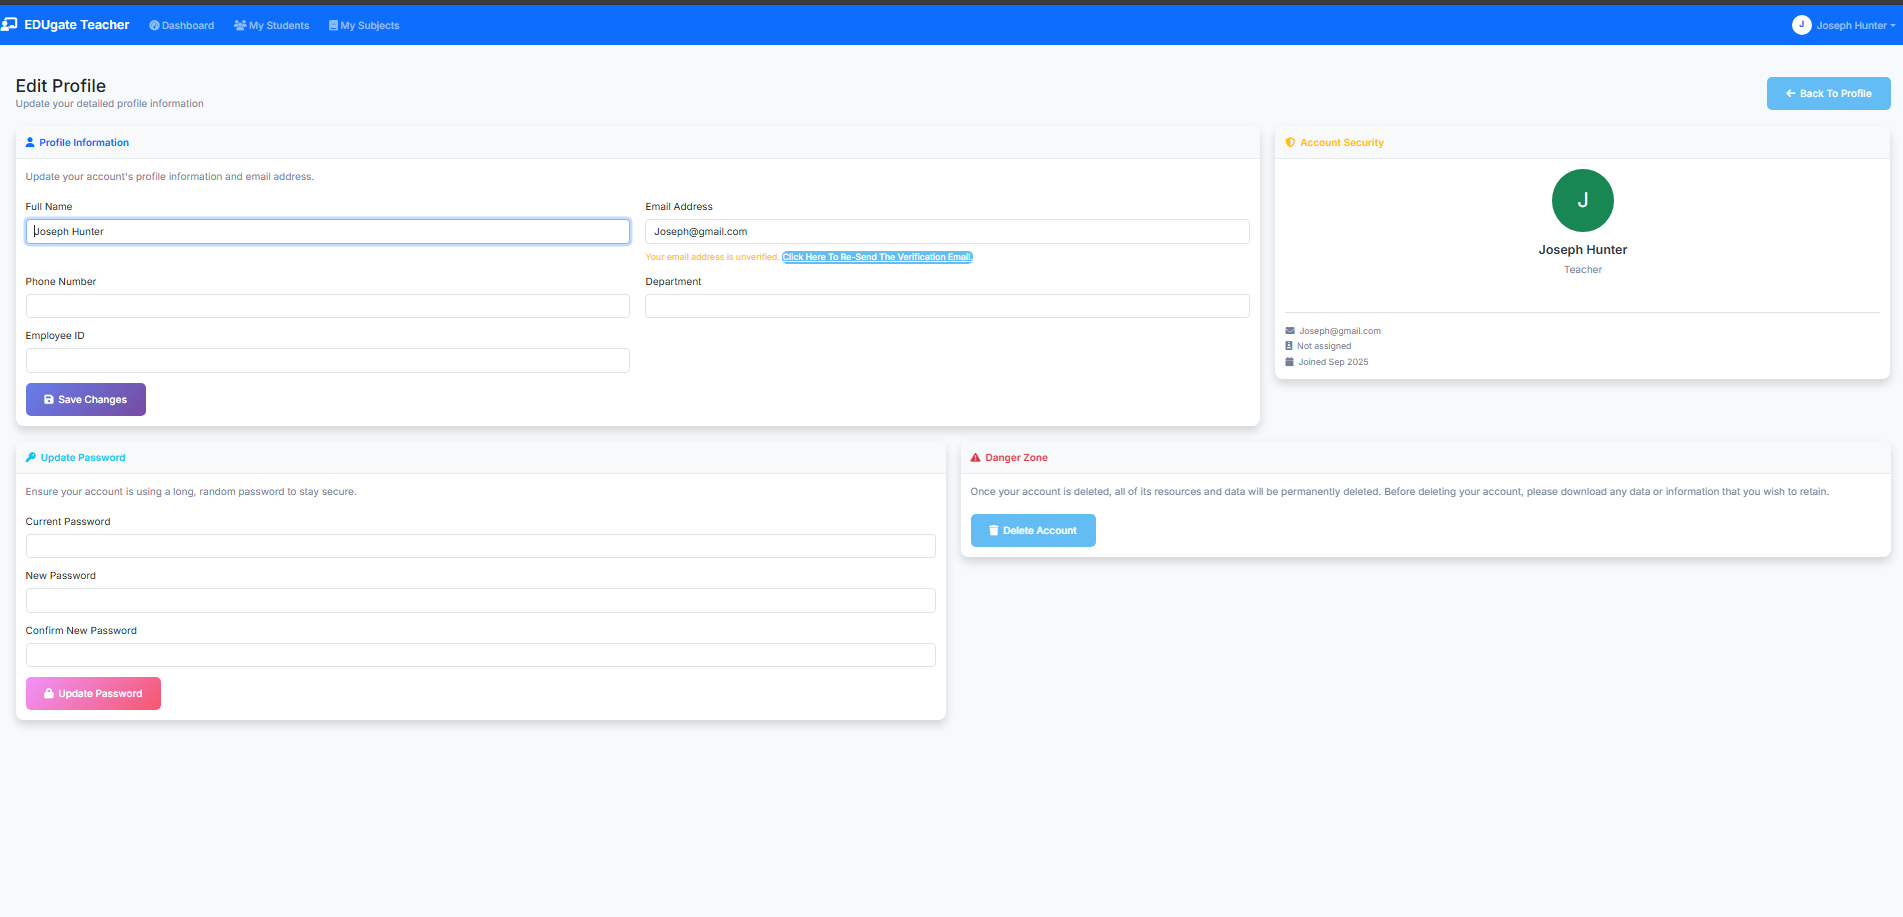 EDUgate Teacher Dashboard My Students My Subjects J Joseph Hunter
Edit Profile
Update your detailed profile information
Back To Profile
Profile Information
Update your account's profile information and email address.
Full Name
Joseph Hunter
Email Address
Joseph@gmail.com
Your email address is unverified. Click Here To Re-Send The Verification Email.
Phone Number
Department
Employee ID
Save Changes
Account Security
J
Joseph Hunter
Teacher
Joseph@gmail.com
Not assigned
Joined Sep 2025
Update Password
Ensure your account is using a long, random password to stay secure.
Current Password
New Password
Confirm New Password
Update Password
Danger Zone
Once your account is deleted, all of its resources and data will be permanently deleted. Before deleting your account, please download any data or information that you wish to retain.
Delete Account